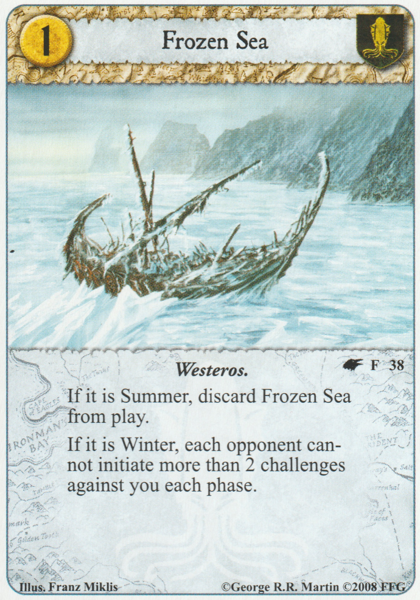 1
Frozen Sea
Westeros.
F 38
If it is Summer, discard Frozen Sea
from play.
If it is Winter, each opponent can-
not initiate more than 2 challenges
against you each phase.
IRONMAN'S
BAY
Illus. Franz Miklis
©George R.R. Martin ©2008 FFG